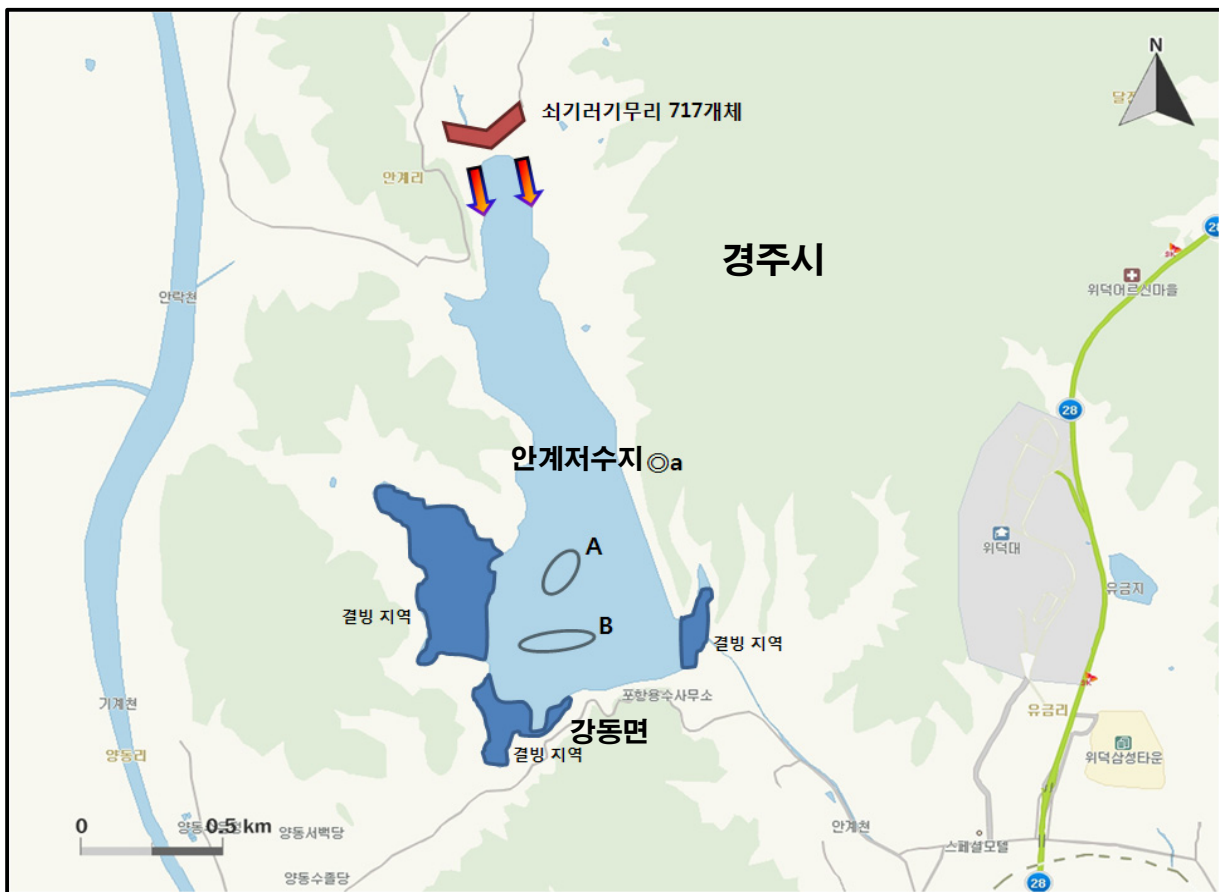 N
달전
쇠기러기무리 717개체
안계리
28
SK
경주시
위덕어르신마을
안락천
28
안계저수지 ◎a
위덕대
A
유금지
결빙 지역
B
결빙 지역
포항용수사무소
기계천
유금리
강동면
양동리
결빙 지역
위덕삼성타운
0 0.5 km
양동서백당
안계천
스페셜모텔
양동수졸당
28